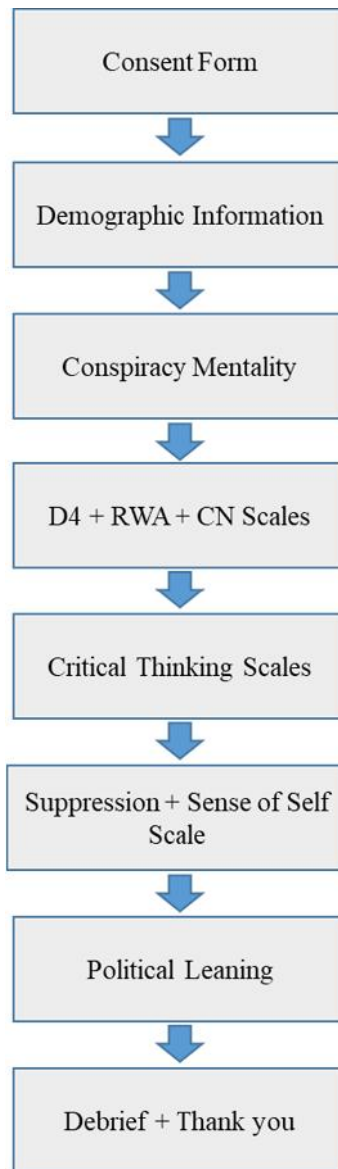 Consent Form
Demographic Information
Conspiracy Mentality
D4 + RWA + CN Scales
Critical Thinking Scales
Suppression + Sense of Self
Scale
Political Leaning
Debrief + Thank you